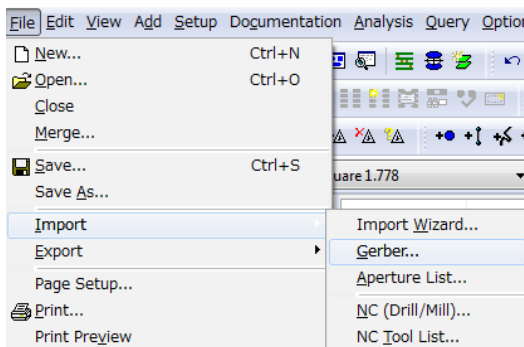 File Edit View Add Setup Documentation Analysis Query
New... Ctrl+N
Open... Ctrl+O
Close
Merge...
Save... Ctrl+S
Save As...
uare 1.778
Import
Import Wizard...
Export
Gerber...
Page Setup...
Aperture List...
Print...
NC (Drill/Mill)...
Print Preview
NC Tool List...